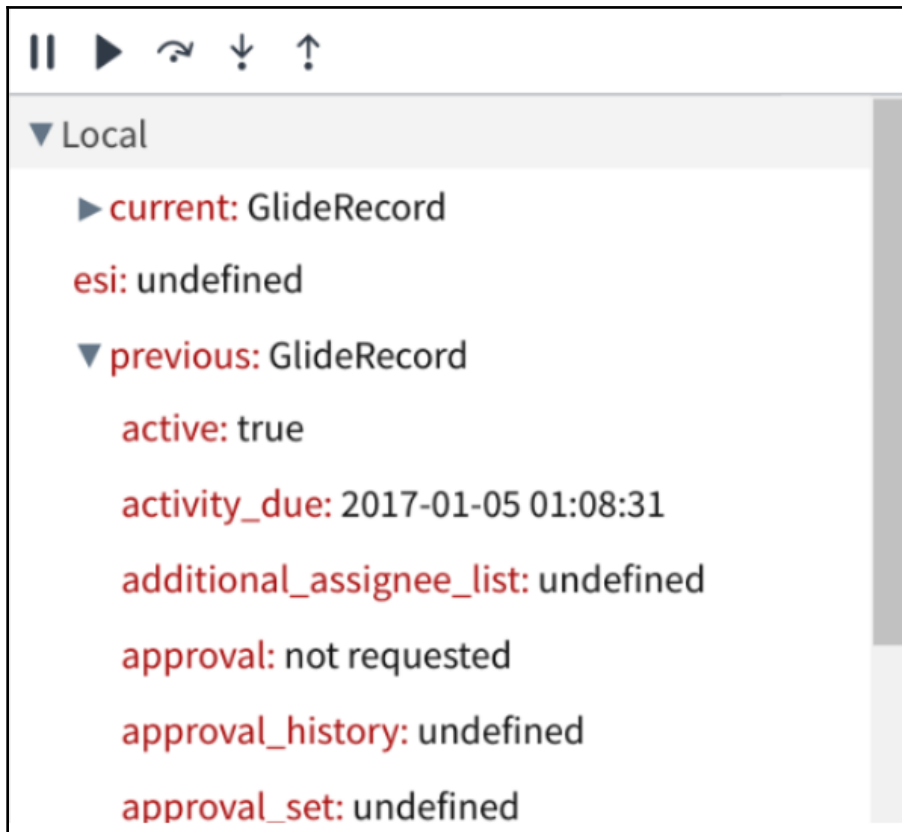 Local
current: GlideRecord
esi: undefined
previous: GlideRecord
active: true
activity_due: 2017-01-05 01:08:31
additional_assignee_list: undefined
approval: not requested
approval_history: undefined
approval_set: undefined